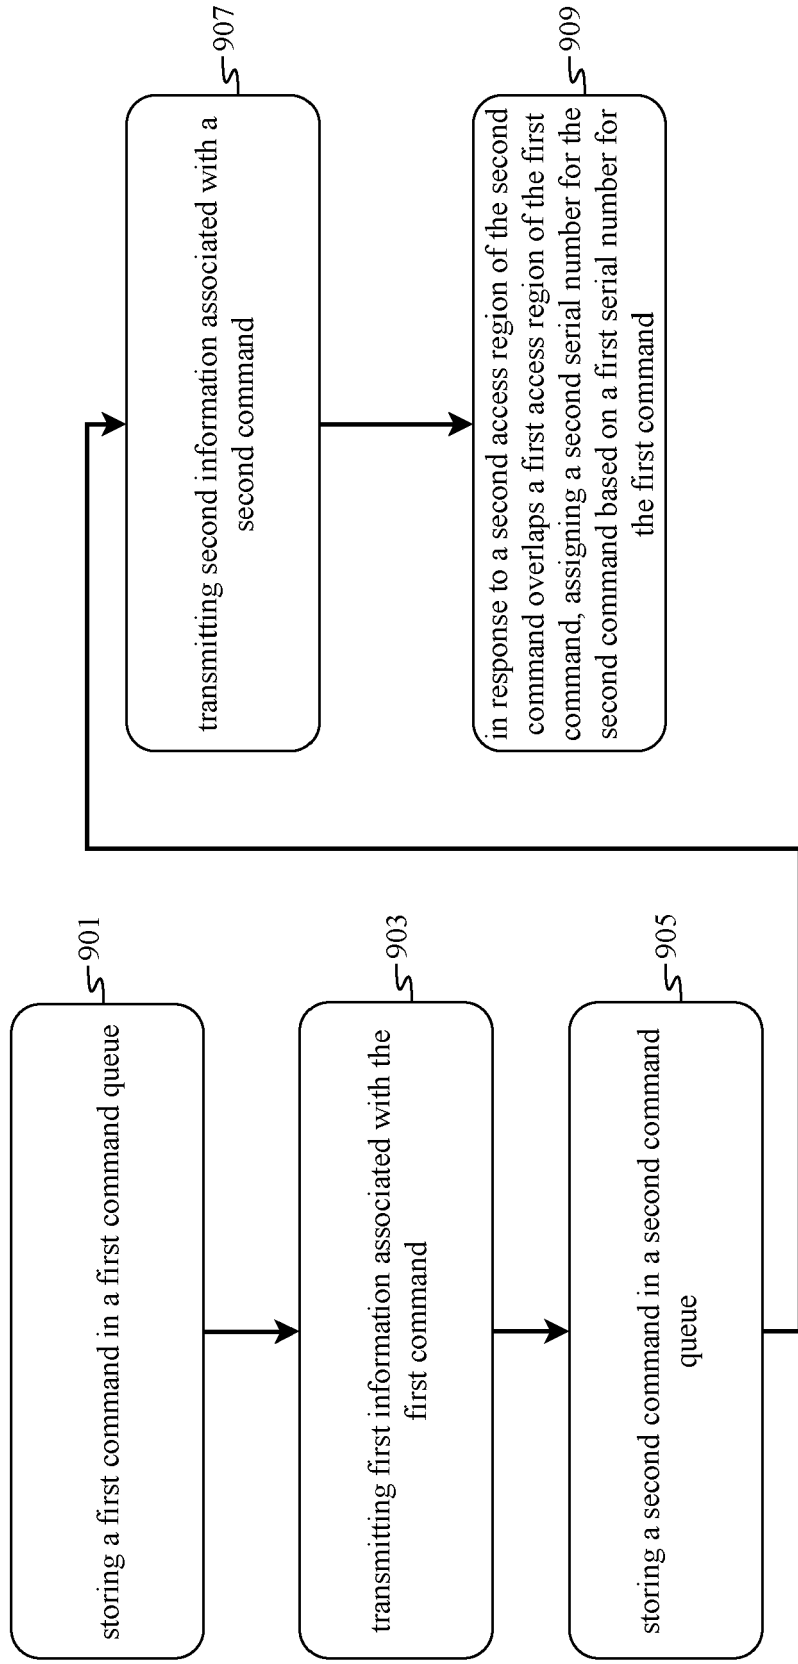 901
storing a first command in a first command queue
903
transmitting first information associated with the
first command
905
storing a second command in a second command
queue
907
transmitting second information associated with a
second command
909
in response to a second access region of the second
command overlaps a first access region of the first
command, assigning a second serial number for the
second command based on a first serial number for
the first command